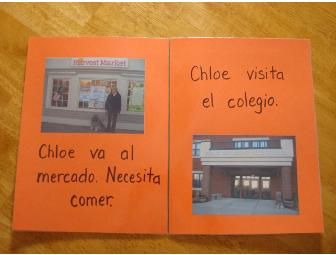 Harvest Market
Chloe va al
mercado. Necesita
comer.
Chloe visita
el colegio.